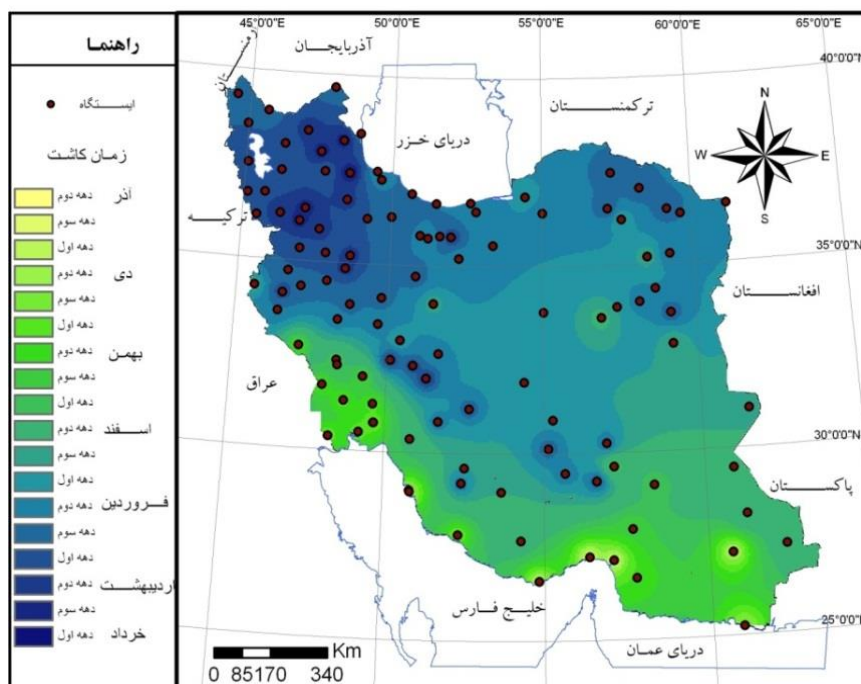 راهنما
ایستگاه
زمان کاشت
آذر
دهه دوم
دهه سوم
دهه اول
دی
دهه دوم
دهه سوم
دهه اول
بهمن
دهه دوم
دهه سوم
دهه اول
اسفند
دهه دوم
دهه سوم
دهه اول
فروردین
دهه دوم
دهه سوم
دهه اول
اردیبهشت
دهه دوم
دهه سوم
خرداد
دهه اول
45°0'0"E
50°0'0"E
55°0'0"E
60°0'0"E
65°0'0"E
40°0'0"N
35°0'0"N
30°0'0"N
25°0'0"N
آذربایجان
ترکمنستان
دریای خزر
ترکیه
افغانستان
عراق
پاکستان
خلیج فارس
دریای عمان
N
W
E
S
Km
0 85170 340